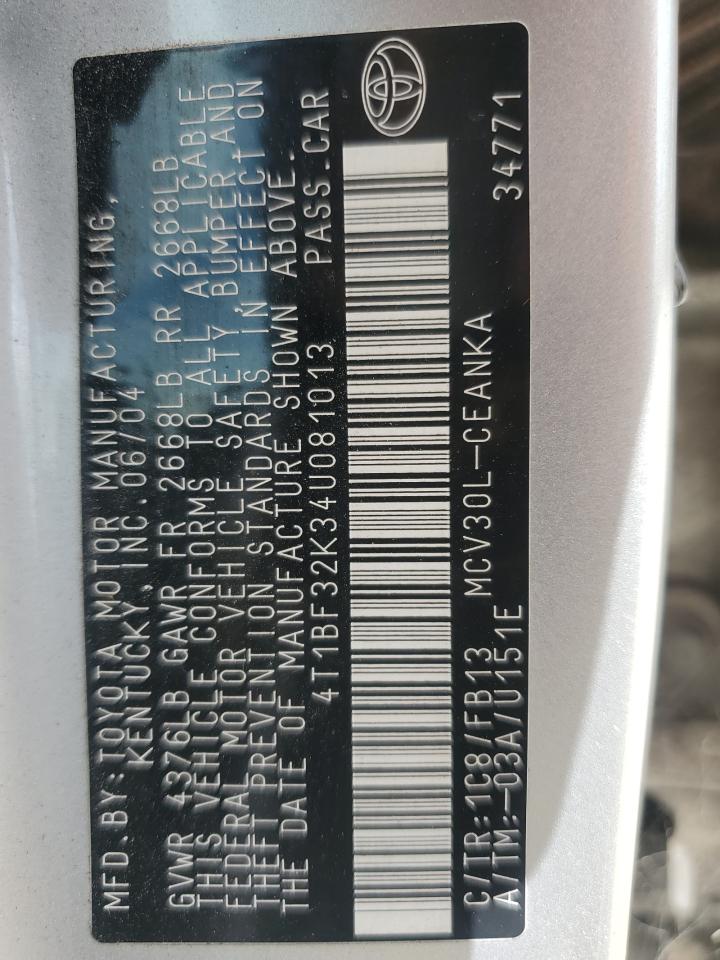 MFD.BY:TOYOTA MOTOR MANUFACTURING,
KENTUCKY,INC.06/04
GVWR 4376LB GAWR FR 2668LB RR 2668LB
THIS VEHICLE CONFORMS TO ALL APPLICABLE
FEDERAL MOTOR VEHICLE SAFETY,BUMPER,AND
THEFT PREVENTION STANDARDS IN EFFECT ON
THE DATE OF MANUFACTURE SHOWN ABOVE.
4T1BF32K34U081013 PASS.CAR
C/TR:1C8/FB13 MCV30L-CEANKA
A/TM:-03A/U151E 34771